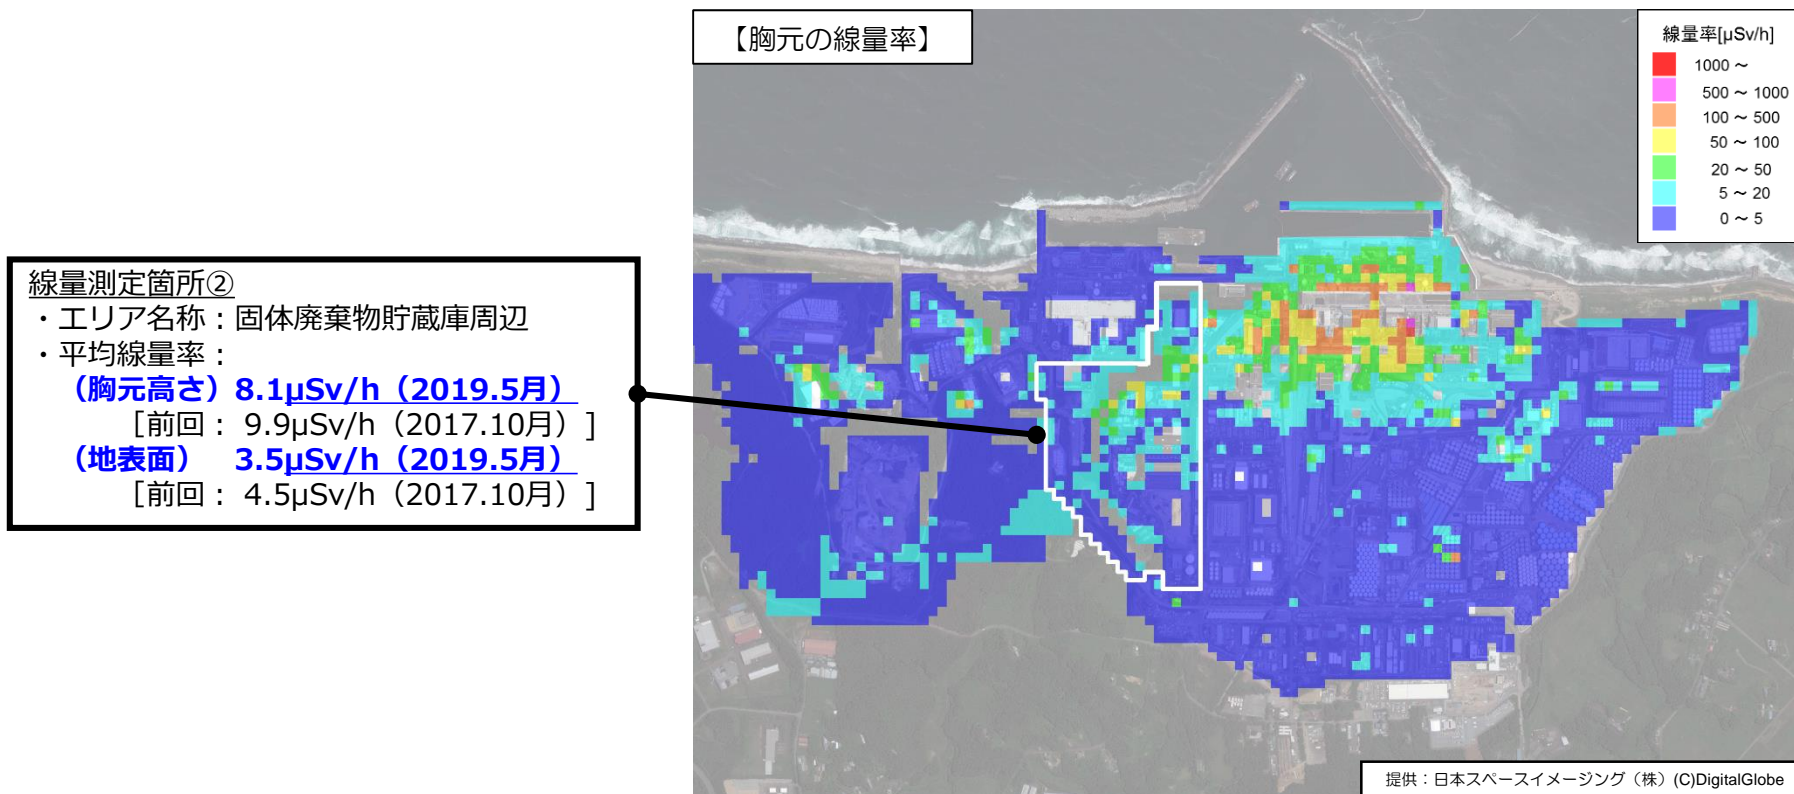 【胸元の線量率】
線量率[μSv/h]
1000 ～
500 ～ 1000
100 ～ 500
50 ～ 100
20 ～ 50
5 ～ 20
0 ～ 5
線量測定箇所②
・エリア名称：固体廃棄物貯蔵庫周辺
・平均線量率：
（胸元高さ）8.1μSv/h（2019.5月）
［前回： 9.9μSv/h（2017.10月）］
（地表面） 3.5μSv/h（2019.5月）
［前回： 4.5μSv/h（2017.10月）］
提供：日本スペースイメージング（株）(C)DigitalGlobe